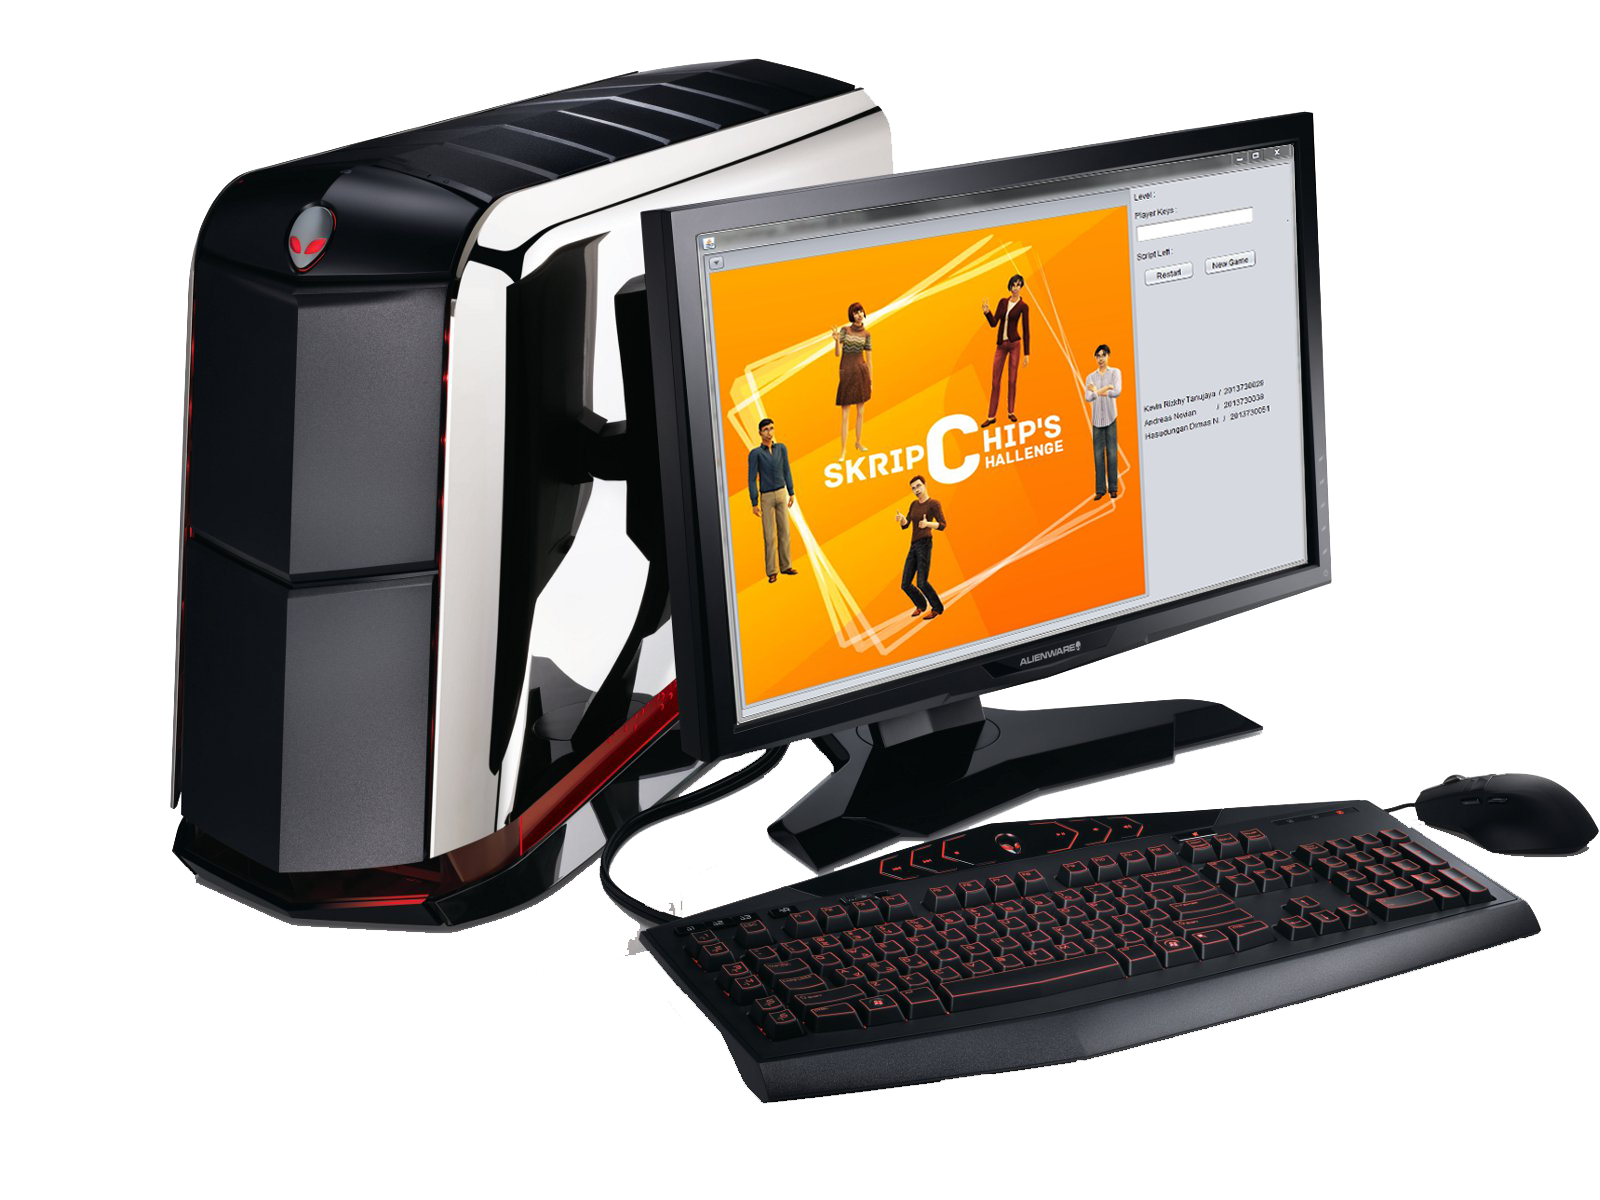 Level :
Player Keys :
Script Left :
Restart
New Game
SKRIPCHIP'S
CHALLENGE
Kevin Rizkhy Tanujaya / 2013730029
Andreas Novian / 2013730038
Hasudungan Dimas N. / 2013730051
ALIENWARE